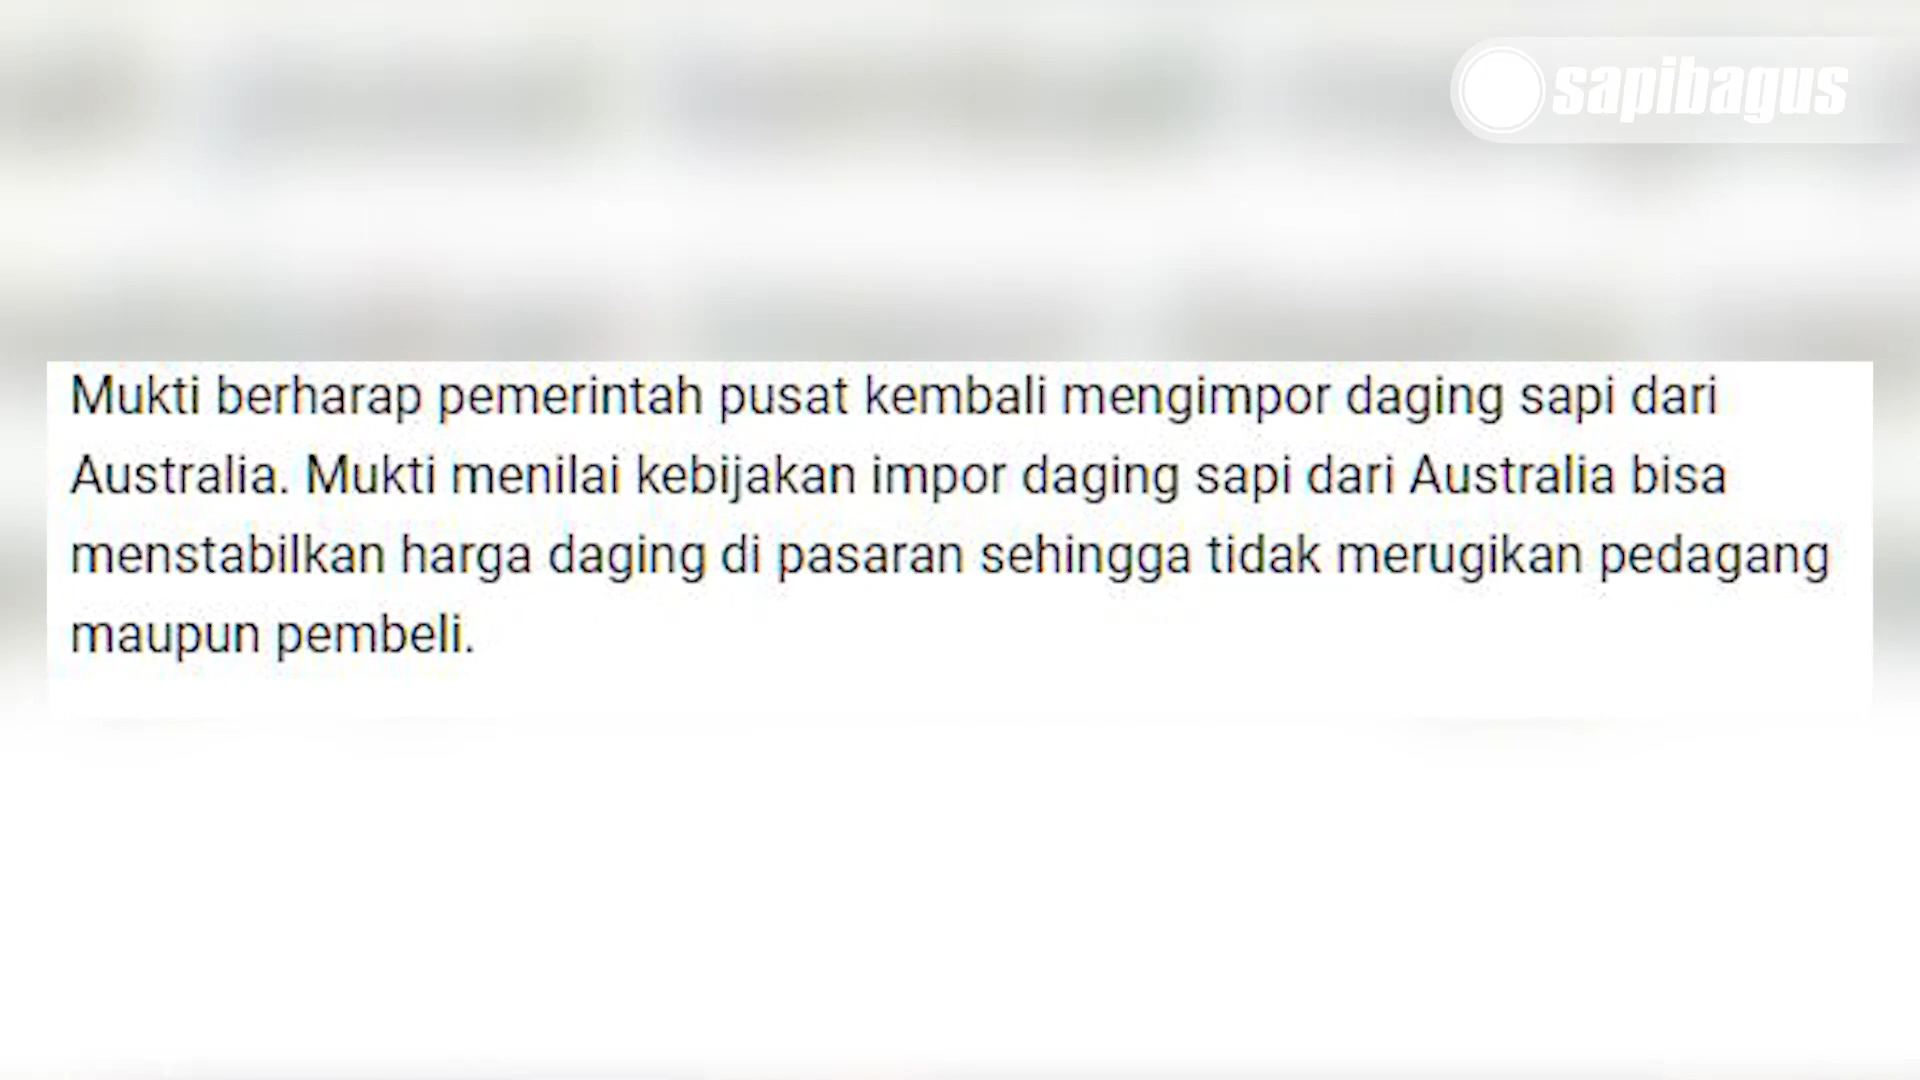 sapibagus
Mukti berharap pemerintah pusat kembali mengimpor daging sapi dari
Australia. Mukti menilai kebijakan impor daging sapi dari Australia bisa
menstabilkan harga daging di pasaran sehingga tidak merugikan pedagang
maupun pembeli.